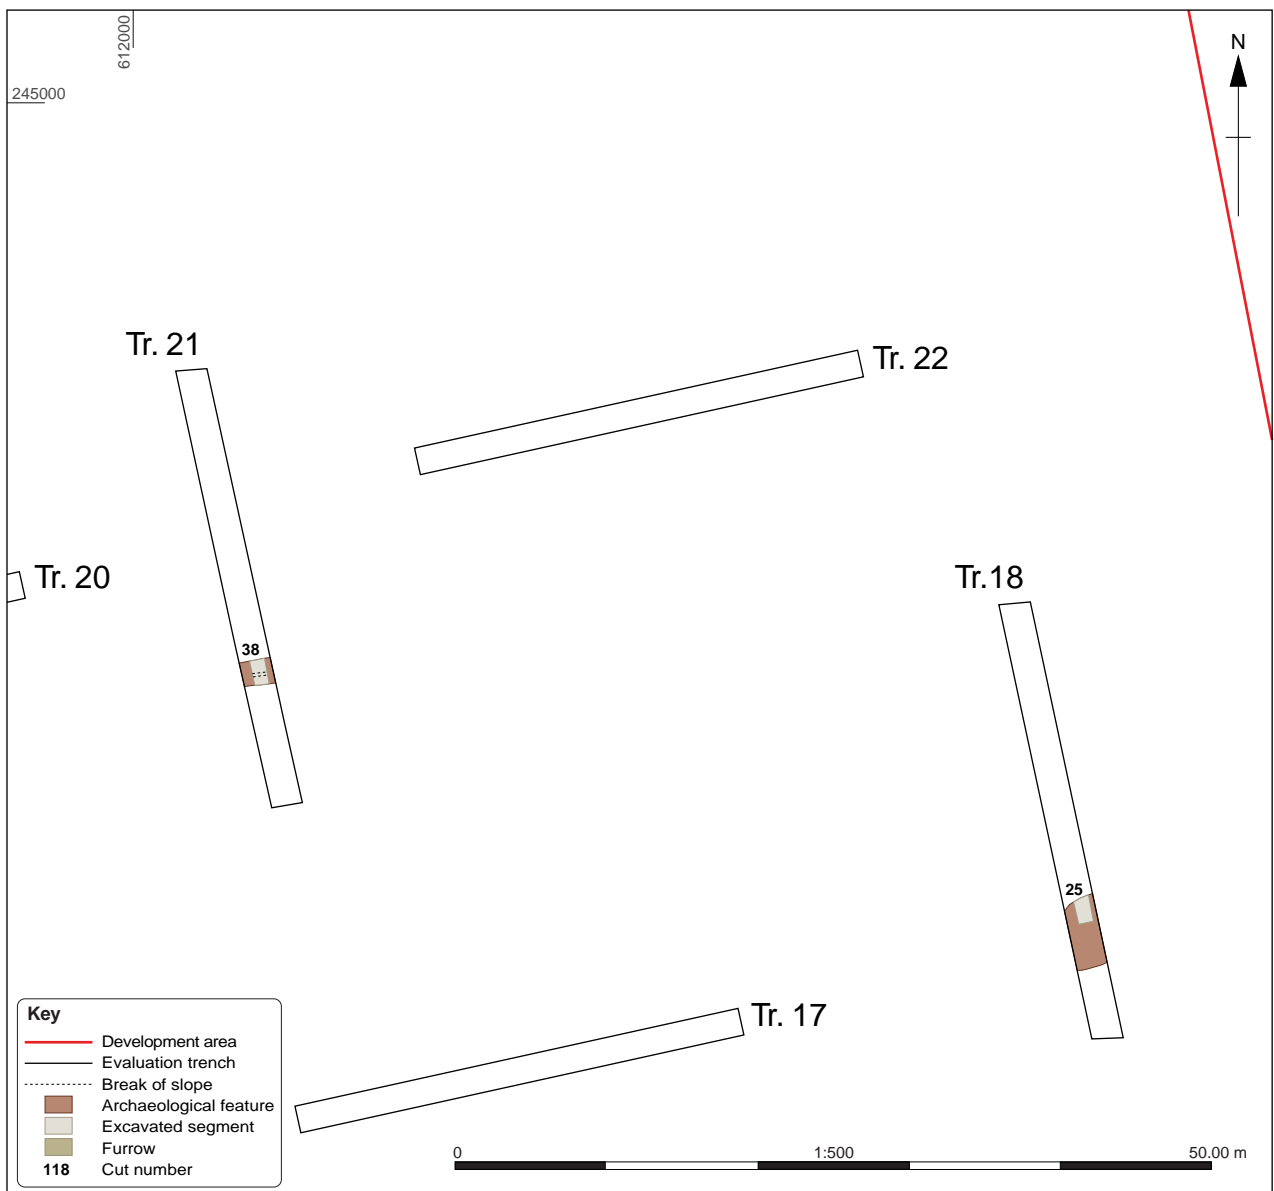 612000
245000
N
Tr. 21
Tr. 22
Tr. 20
Tr.18
38
25
Tr. 17
Key
Development area
Evaluation trench
Break of slope
Archaeological feature
Excavated segment
Furrow
118 Cut number
0 1:500 50.00 m